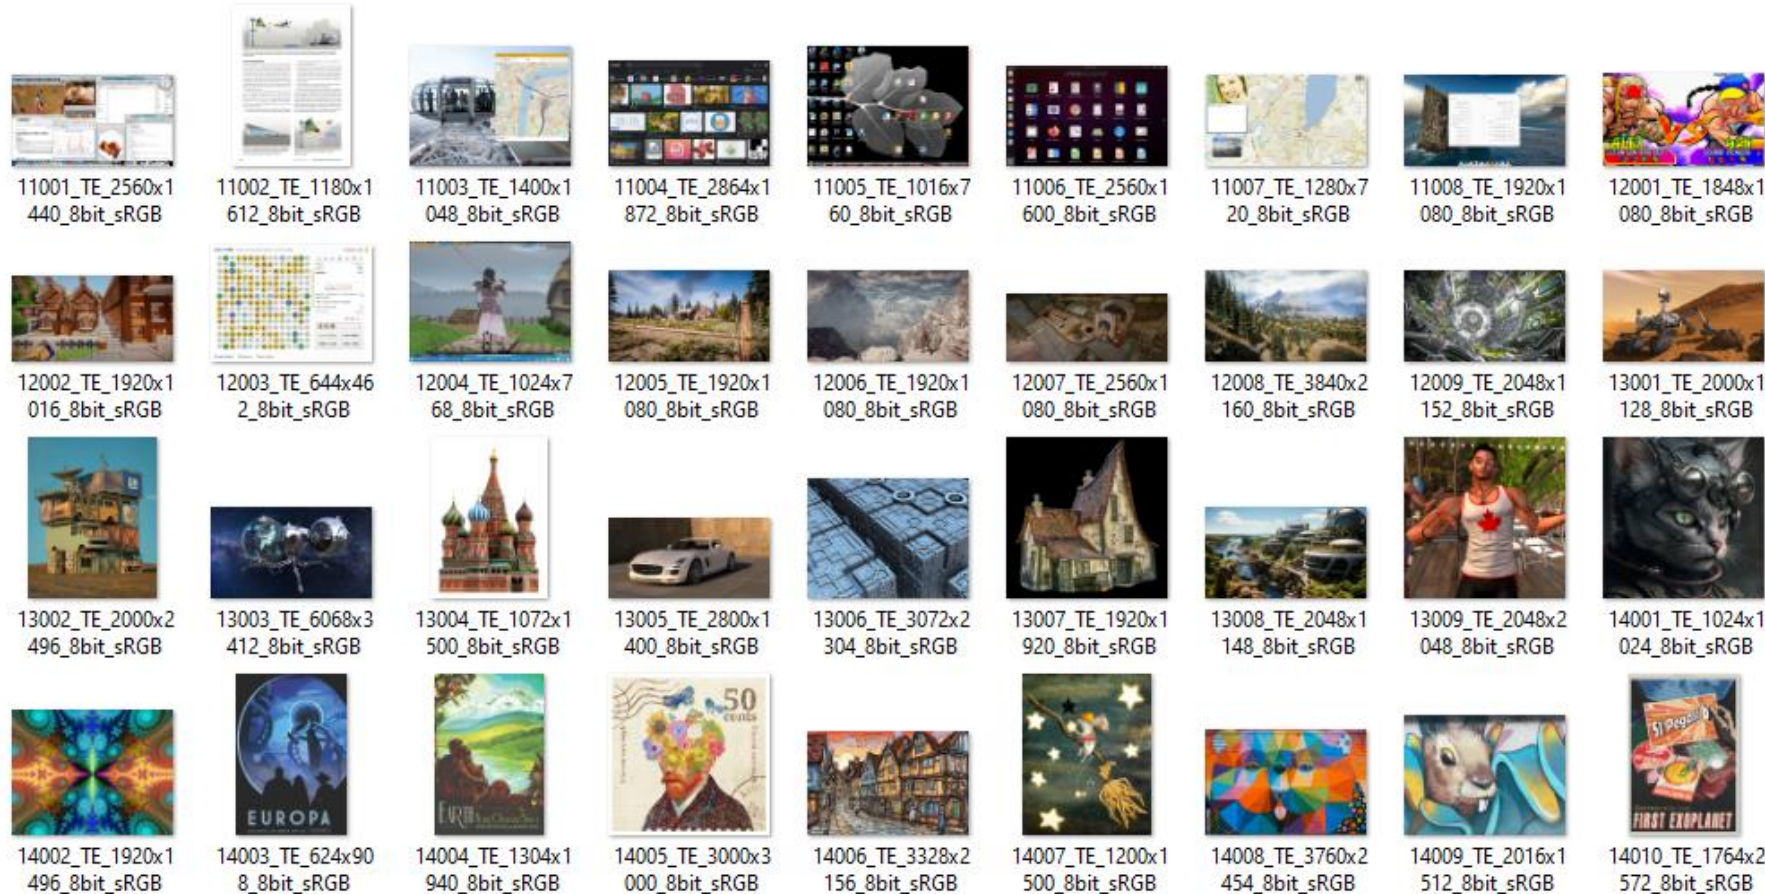 11001_TE_2560x1
440_8bit_sRGB
11002_TE_1180x1
612_8bit_sRGB
11003_TE_1400x1
048_8bit_sRGB
11004_TE_2864x1
872_8bit_sRGB
11005_TE_1016x7
60_8bit_sRGB
11006_TE_2560x1
600_8bit_sRGB
11007_TE_1280x7
20_8bit_sRGB
11008_TE_1920x1
080_8bit_sRGB
12001_TE_1848x1
080_8bit_sRGB
12002_TE_1920x1
016_8bit_sRGB
12003_TE_644x46
2_8bit_sRGB
12004_TE_1024x7
68_8bit_sRGB
12005_TE_1920x1
080_8bit_sRGB
12006_TE_1920x1
080_8bit_sRGB
12007_TE_2560x1
080_8bit_sRGB
12008_TE_3840x2
160_8bit_sRGB
12009_TE_2048x1
152_8bit_sRGB
13001_TE_2000x1
128_8bit_sRGB
13002_TE_2000x2
496_8bit_sRGB
13003_TE_6068x3
412_8bit_sRGB
13004_TE_1072x1
500_8bit_sRGB
13005_TE_2800x1
400_8bit_sRGB
13006_TE_3072x2
304_8bit_sRGB
13007_TE_1920x1
920_8bit_sRGB
13008_TE_2048x1
148_8bit_sRGB
13009_TE_2048x2
048_8bit_sRGB
14001_TE_1024x1
024_8bit_sRGB
EUROPA
EARTH
50
cents
51 Pegasi b
FIRST EXOPLANET
14002_TE_1920x1
496_8bit_sRGB
14003_TE_624x90
8_8bit_sRGB
14004_TE_1304x1
940_8bit_sRGB
14005_TE_3000x3
000_8bit_sRGB
14006_TE_3328x2
156_8bit_sRGB
14007_TE_1200x1
500_8bit_sRGB
14008_TE_3760x2
454_8bit_sRGB
14009_TE_2016x1
512_8bit_sRGB
14010_TE_1764x2
572_8bit_sRGB